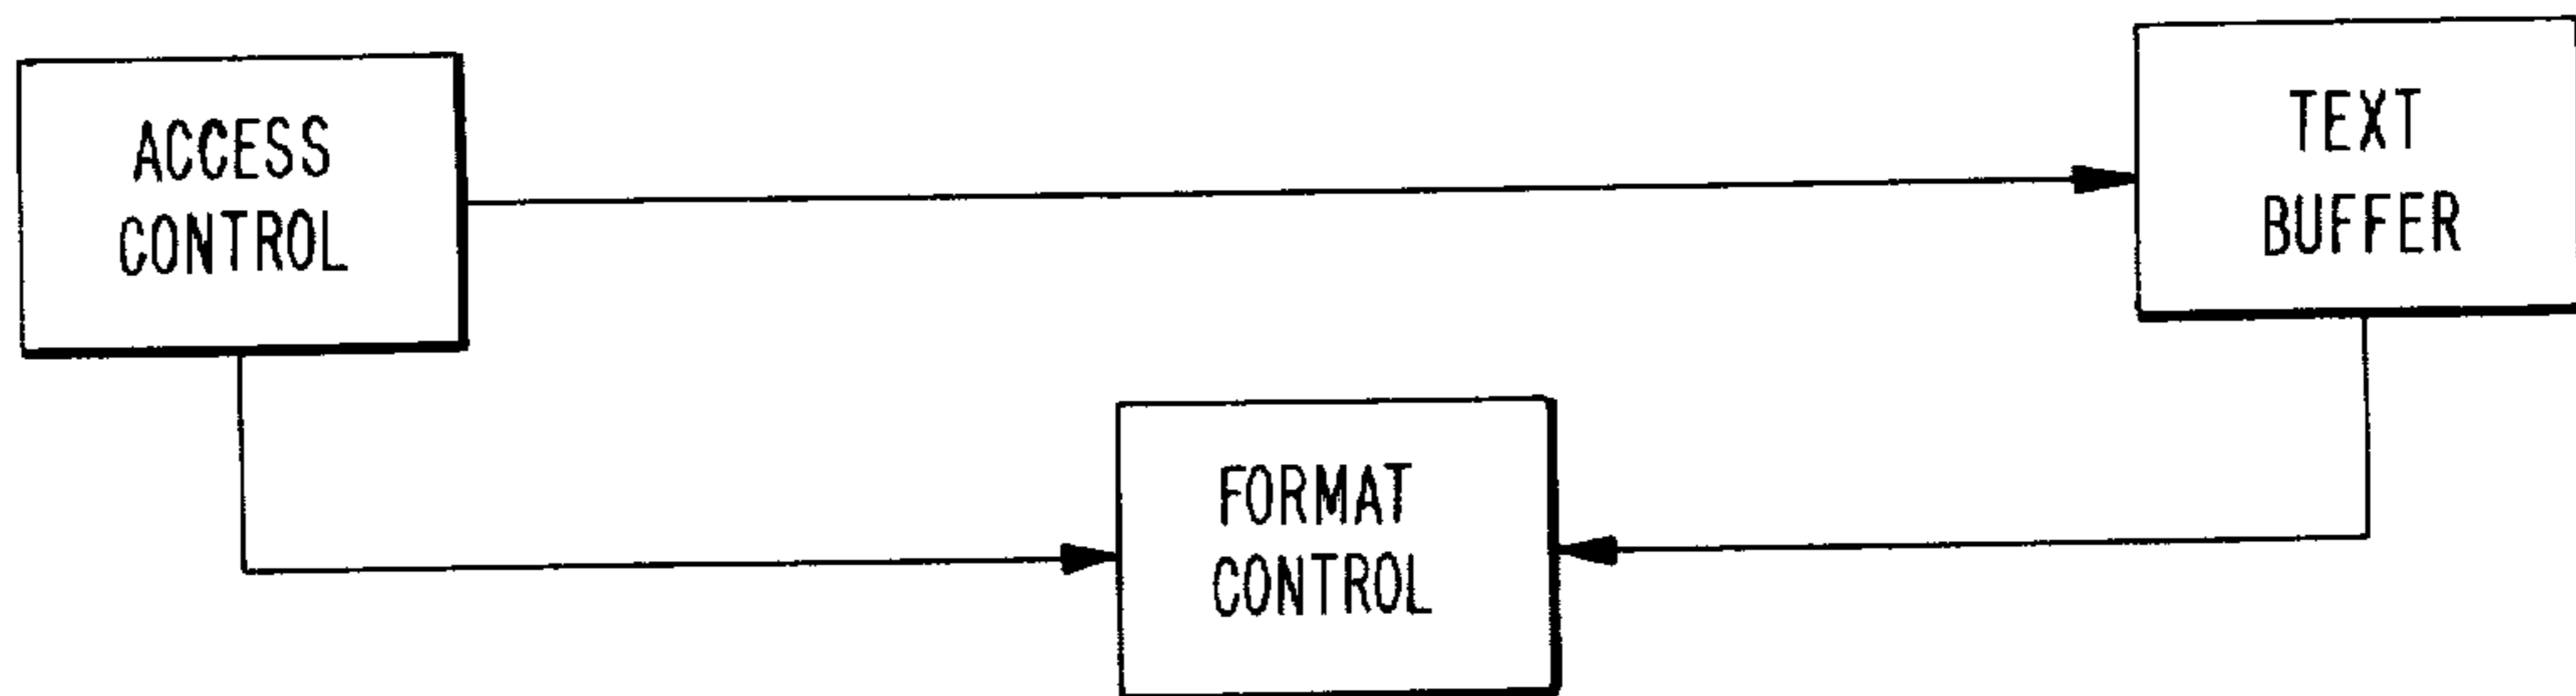 ACCESS
CONTROL
TEXT
BUFFER
FORMAT
CONTROL